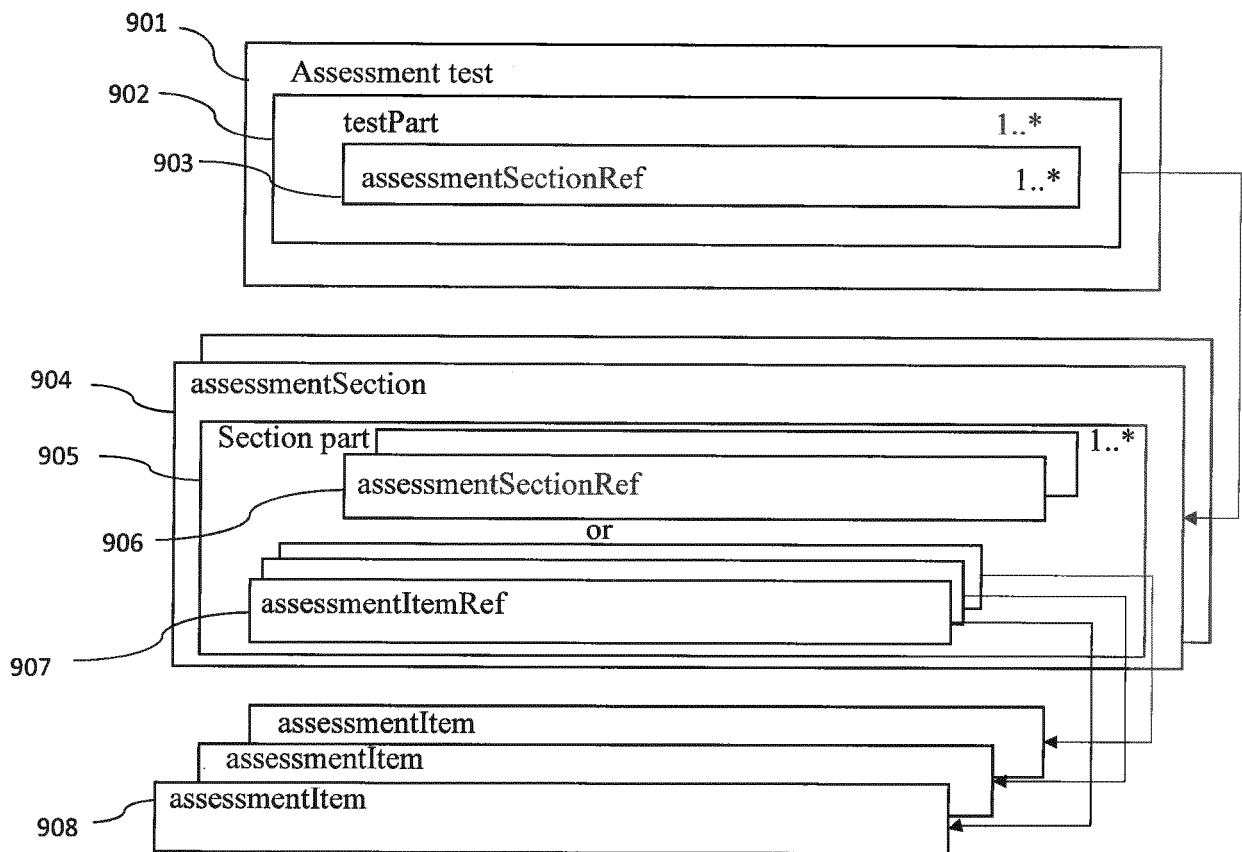 901
Assessment test
902
testPart 1..*
903
assessmentSectionRef 1..*
904
assessmentSection
905
Section part 1..*
assessmentSectionRef
906
or
assessmentItemRef
907
assessmentItem
assessmentItem
assessmentItem
908